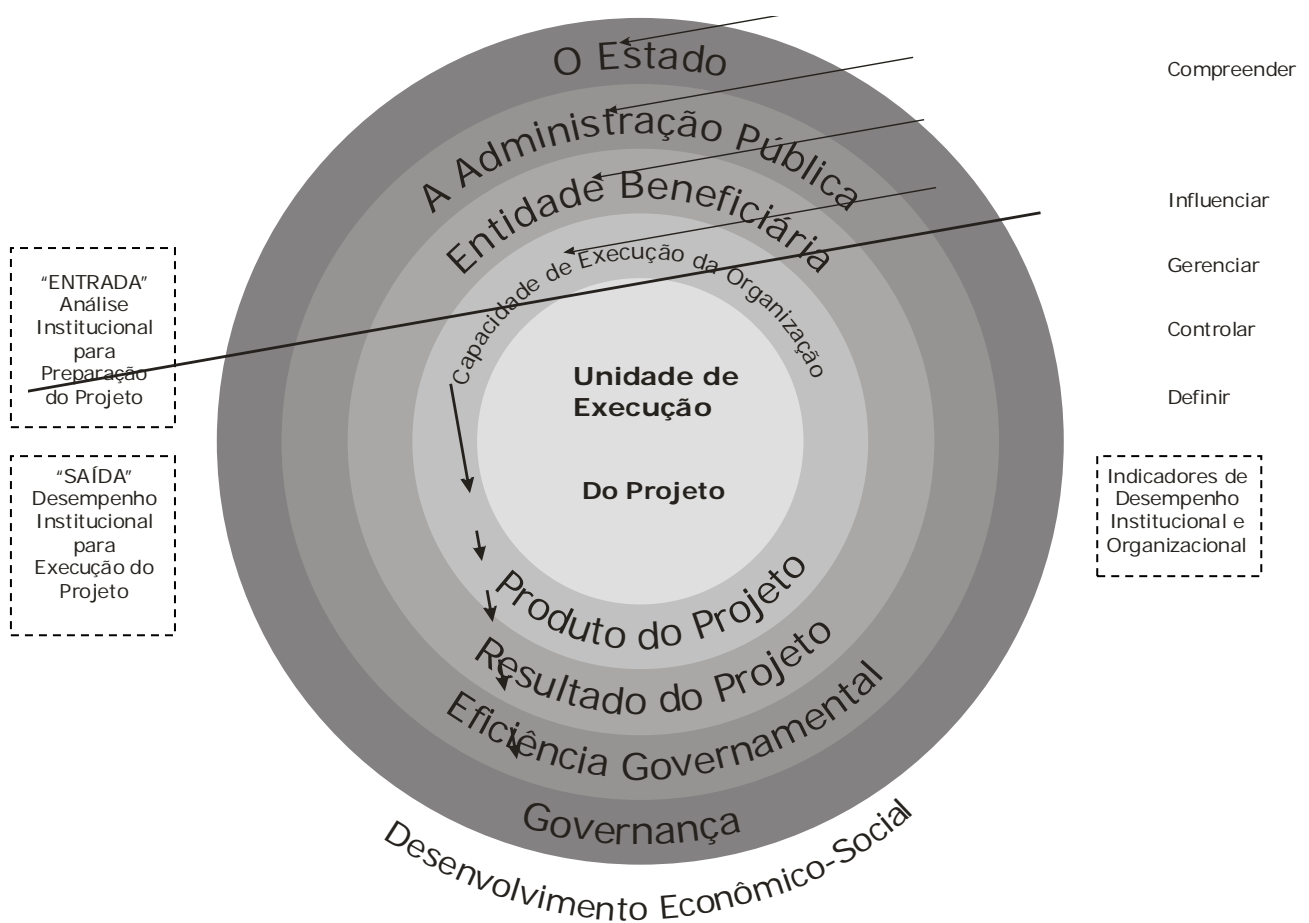 O Estado
A Administração Pública
Entidade Beneficiária
Capacidade de Execução da Organização
Unidade de
Execução
Do Projeto
Produto do Projeto
Resultado do Projeto
Eficiência Governamental
Governança
Desenvolvimento Econômico-Social
“ENTRADA”
Análise
Institucional
para
Preparação
do Projeto
“SAÍDA”
Desempenho
Institucional
para
Execução do
Projeto
Compreender
Influenciar
Gerenciar
Controlar
Definir
Indicadores de
Desempenho
Institucional e
Organizacional